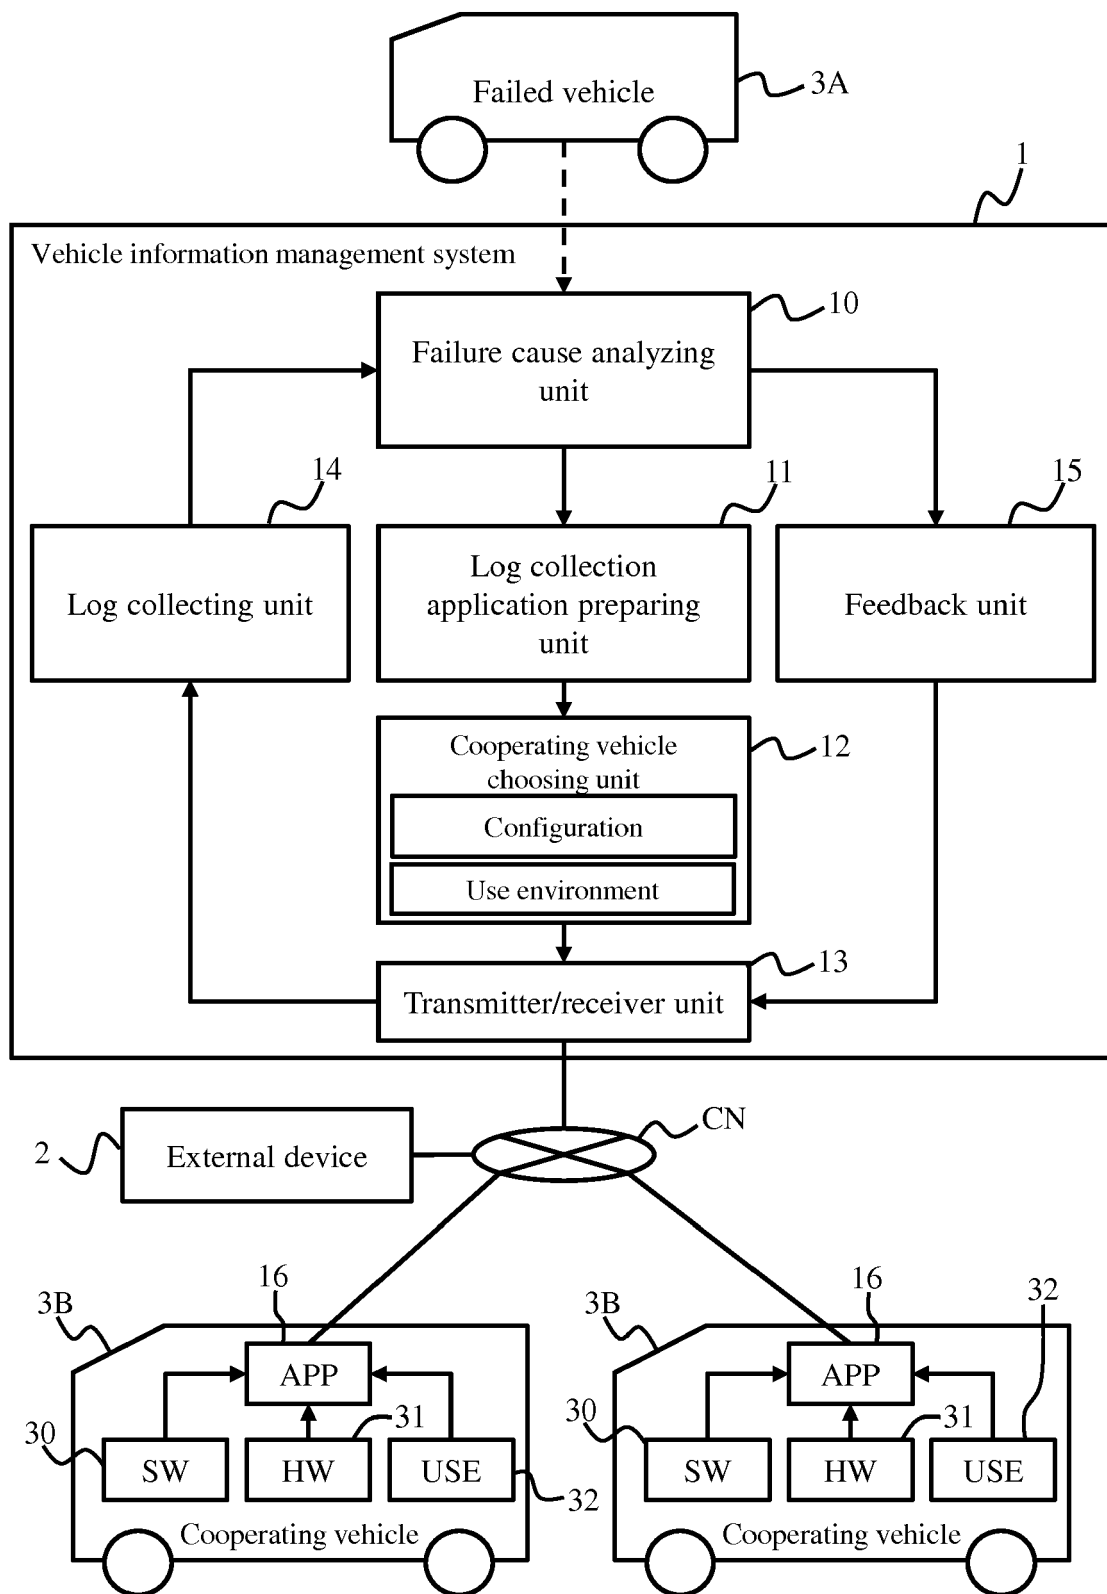 Failed vehicle
3A
1
Vehicle information management system
10
Failure cause analyzing
unit
14
11
15
Log collecting unit
Log collection
application preparing
unit
Feedback unit
Cooperating vehicle
choosing unit
12
Configuration
Use environment
13
Transmitter/receiver unit
CN
2
External device
16
3B
APP
30
31
SW
HW
USE
32
Cooperating vehicle
16
32
3B
APP
30
31
SW
HW
USE
Cooperating vehicle